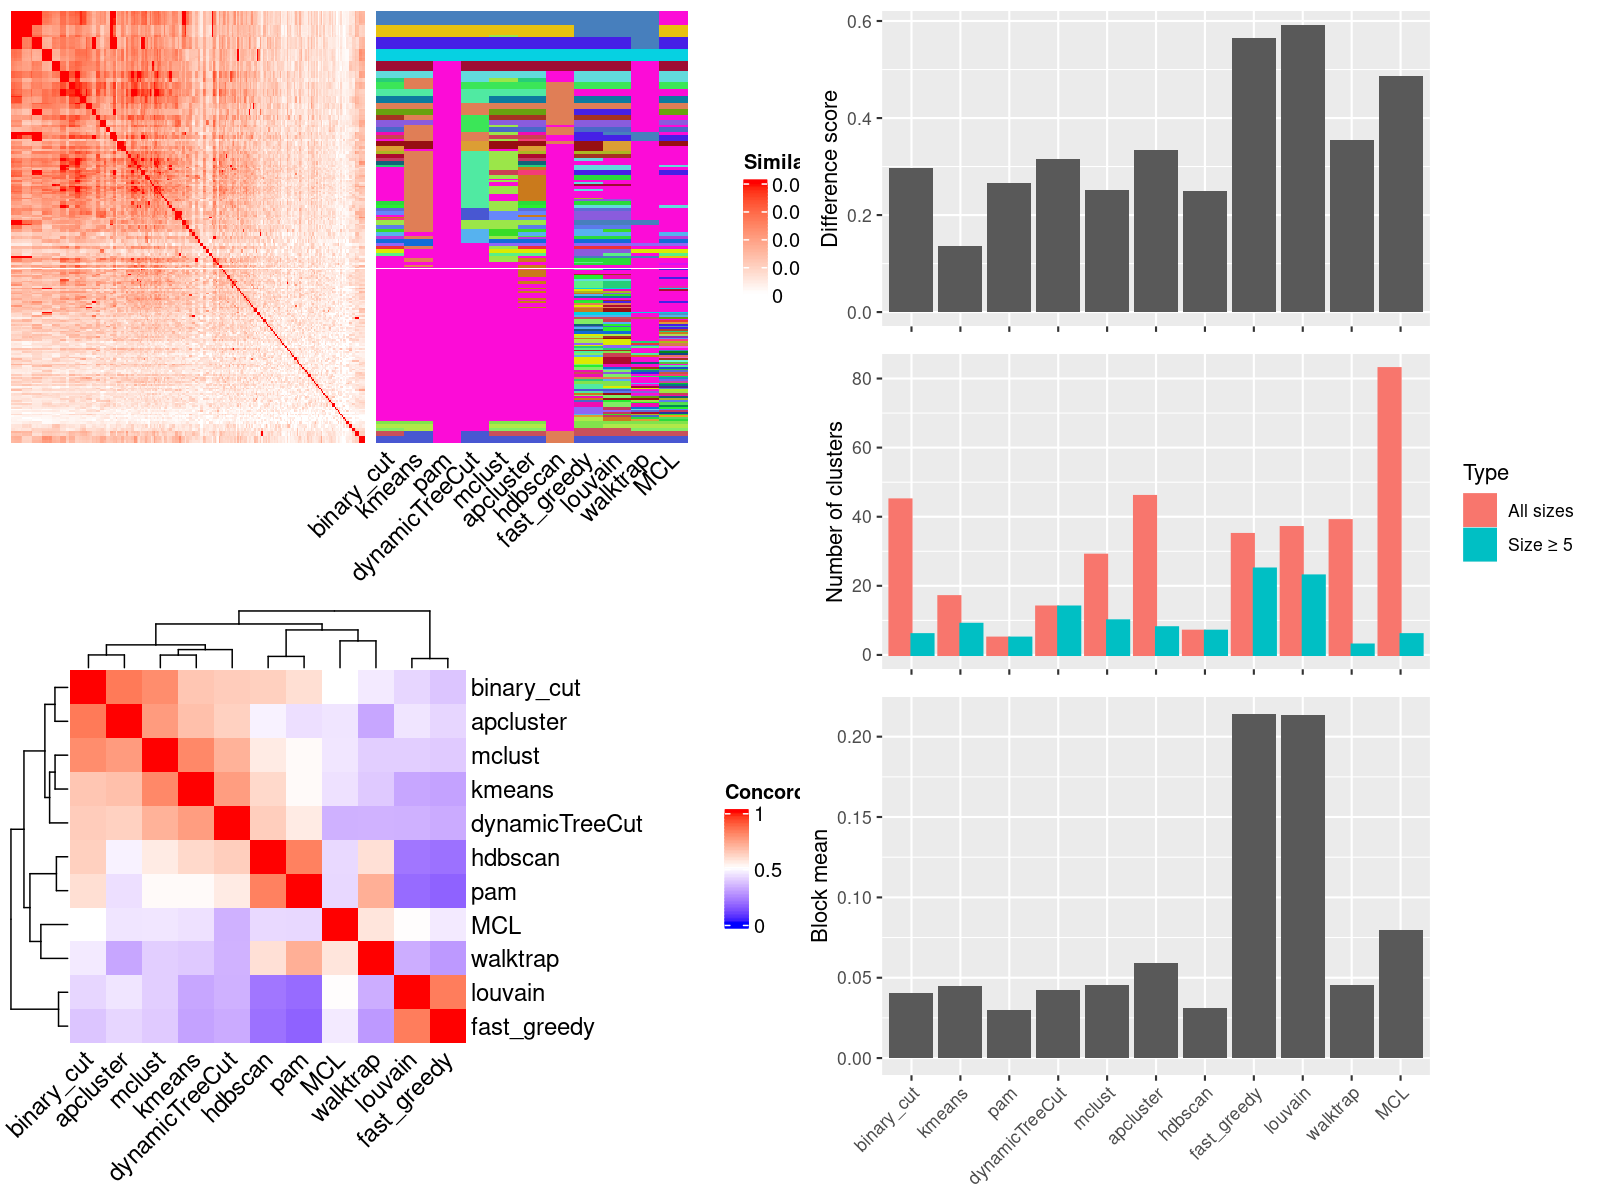 Simila
0.0
0.0
0.0
0.0
0
binary_cut
kmeans
pam
dynamicTreeCut
mclust
apcluster
hdbscan
fast_greedy
louvain
walktrap
MCL
binary_cut
apcluster
mclust
kmeans
dynamicTreeCut
hdbscan
pam
MCL
walktrap
louvain
fast_greedy
binary_cut
apcluster
mclust
kmeans
dynamicTreeCut
hdbscan
pam
MCL
walktrap
louvain
fast_greedy
Concord
1
0.5
0
Difference score
0.6
0.4
0.2
0.0
Number of clusters
80
60
40
20
0
Type
All sizes
Size ≥ 5
Block mean
0.20
0.15
0.10
0.05
0.00
binary_cut
kmeans
pam
dynamicTreeCut
mclust
apcluster
hdbscan
fast_greedy
louvain
walktrap
MCL